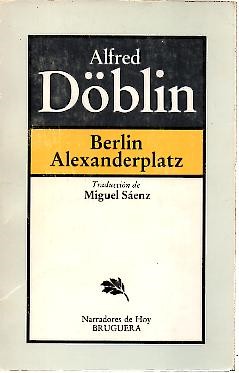 Alfred
Döblin
Berlin
Alexanderplatz
Traducción de
Miguel Sáenz
Narradores de Hoy
BRUGUERA